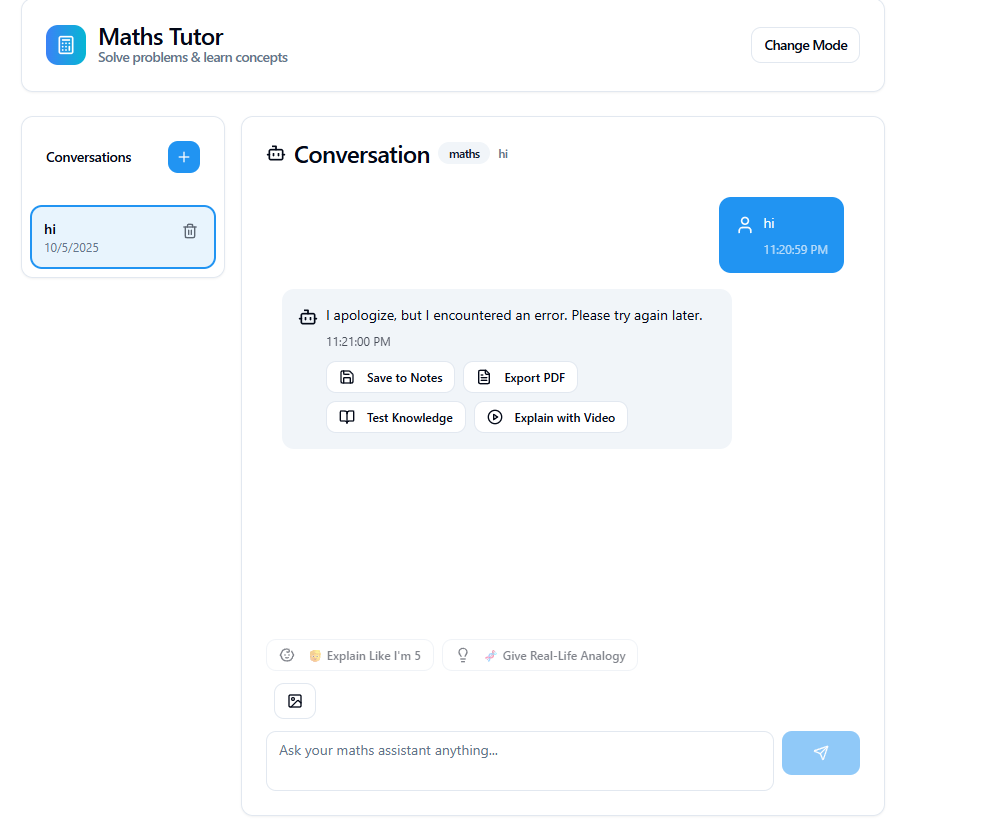 Maths Tutor
Solve problems & learn concepts
Change Mode
Conversations
+
hi
10/5/2025
Conversation maths hi
hi
11:20:59 PM
I apologize, but I encountered an error. Please try again later.
11:21:00 PM
Save to Notes Export PDF
Test Knowledge Explain with Video
Explain Like I'm 5 Give Real-Life Analogy
Ask your maths assistant anything...